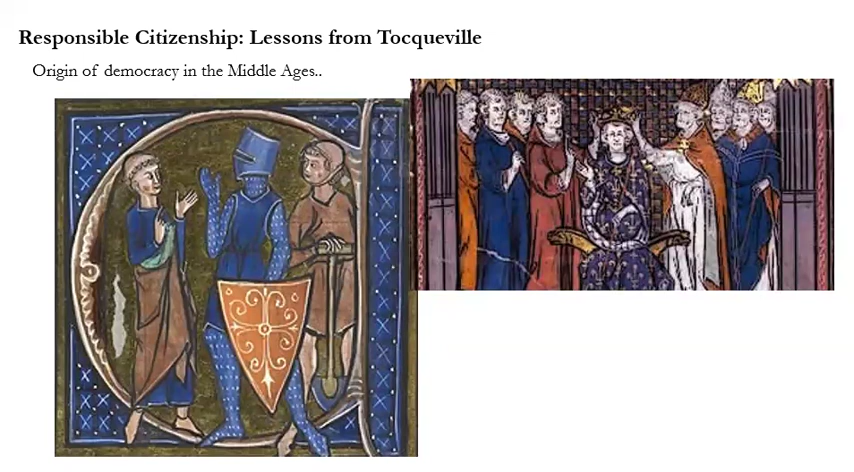 Responsible Citizenship: Lessons from Tocqueville
Origin of democracy in the Middle Ages..